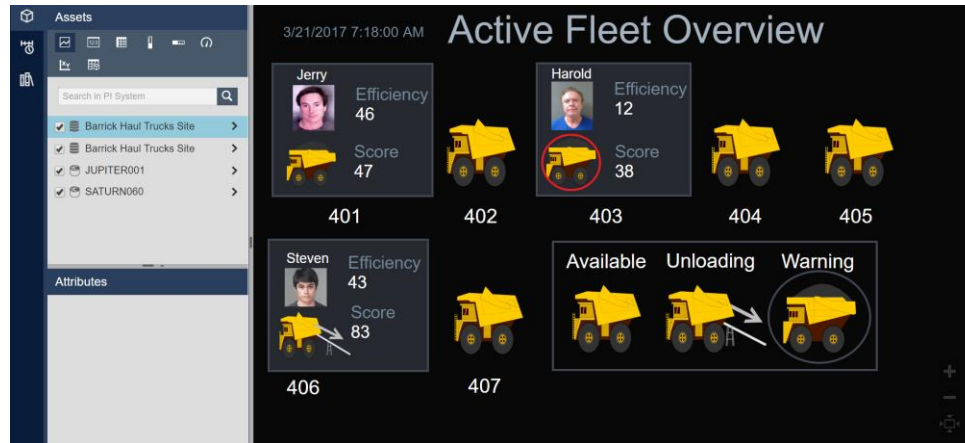 Assets
Search in PI System
Barrick Haul Trucks Site
Barrick Haul Trucks Site
JUPITER001
SATURN060
Attributes
3/21/2017 7:18:00 AM
Active Fleet Overview
Jerry
Efficiency
46
Score
47
401
402
Harold
Efficiency
12
Score
38
403
404
405
Steven
Efficiency
43
Score
83
406
407
Available Unloading Warning